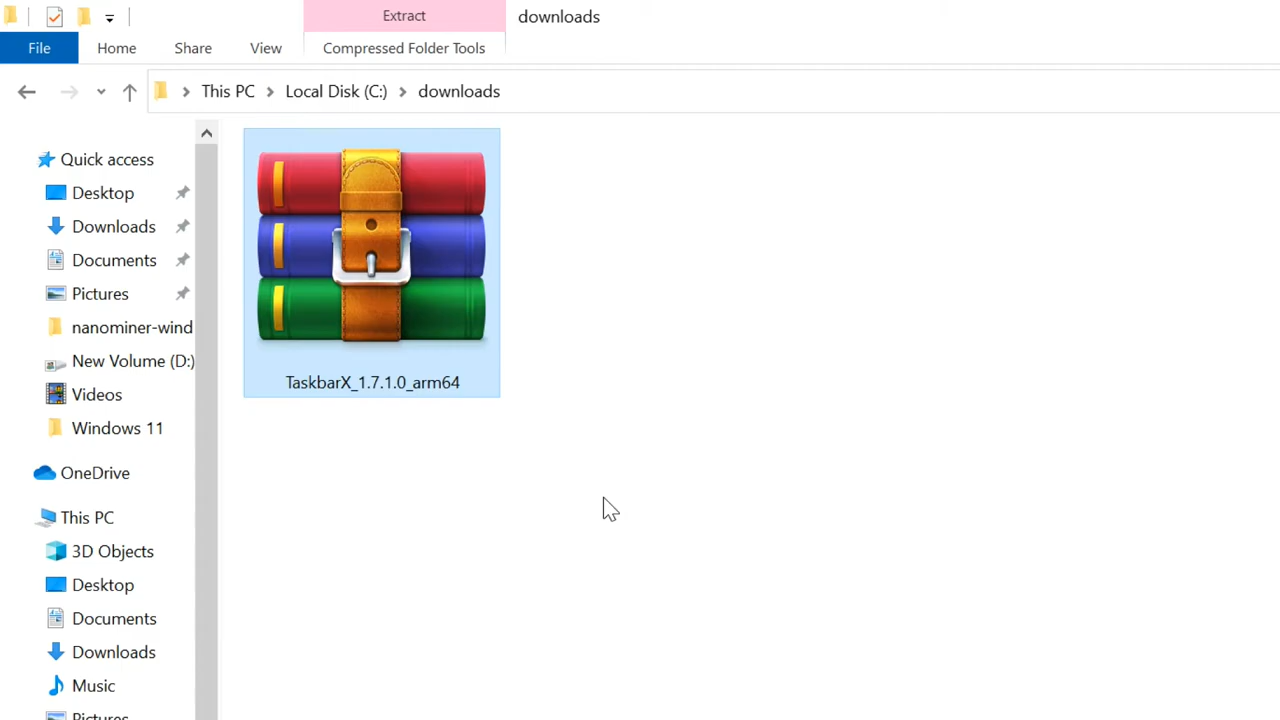 Extract
downloads
File
Home
Share
View
Compressed Folder Tools
This PC
Local Disk (C:)
downloads
Quick access
Desktop
Downloads
Documents
Pictures
nanominer-wind
New Volume (D:)
Videos
Windows 11
OneDrive
This PC
3D Objects
Desktop
Documents
Downloads
Music
Pictures
TaskbarX_1.7.1.0_arm64